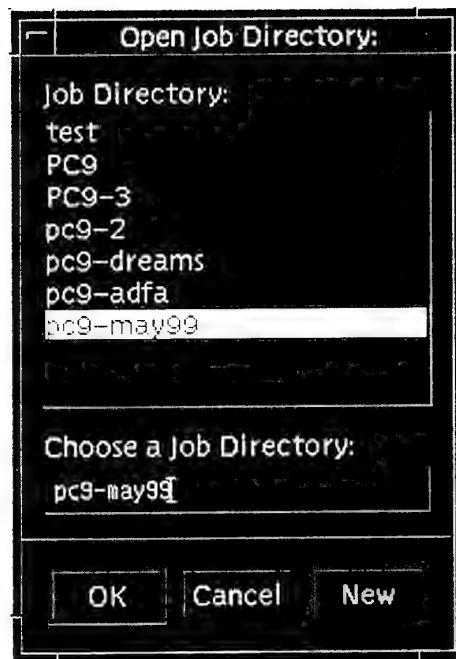 Open Job Directory:
Job Directory:
test
PC9
PC9-3
pc9-2
pc9-dreams
pc9-adfa
pc9-may99
Choose a Job Directory:
pc9-may99
OK Cancel New